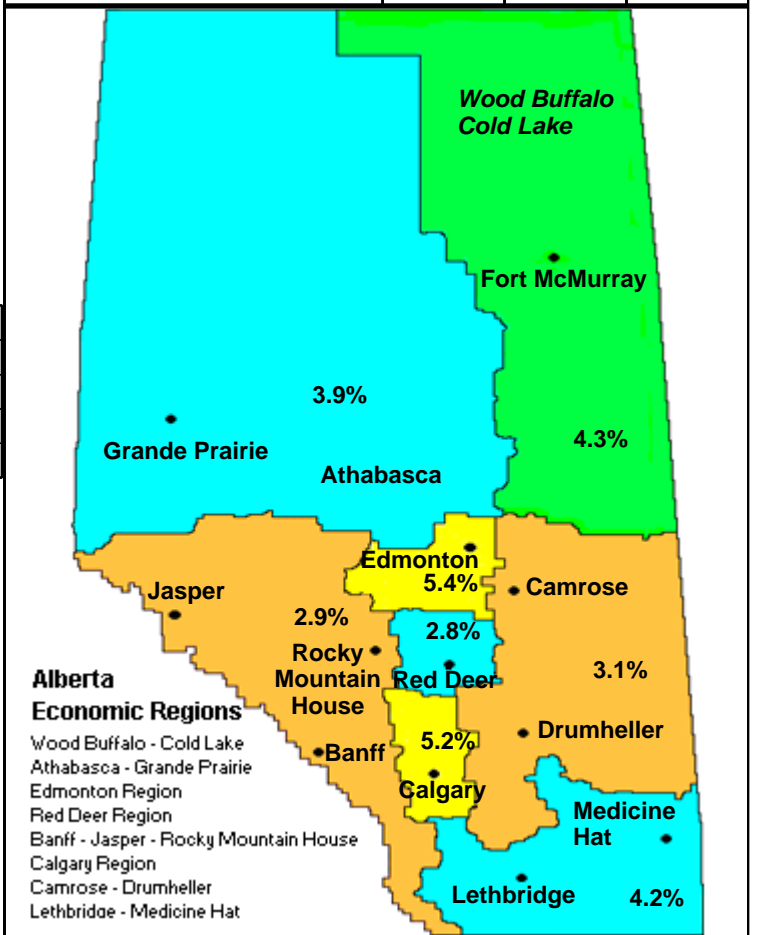 Wood Buffalo
Cold Lake
Fort McMurray
3.9%
4.3%
Grande Prairie
Athabasca
Edmonton
5.4%
Camrose
Jasper
2.9%
2.8%
Rocky
Mountain
House
Red Deer
3.1%
Drumheller
5.2%
Banff
Calgary
Medicine
Hat
Lethbridge
4.2%
Alberta
Economic Regions
Wood Buffalo - Cold Lake
Athabasca - Grande Prairie
Edmonton Region
Red Deer Region
Banff - Jasper - Rocky Mountain House
Calgary Region
Camrose - Drumheller
Lethbridge - Medicine Hat